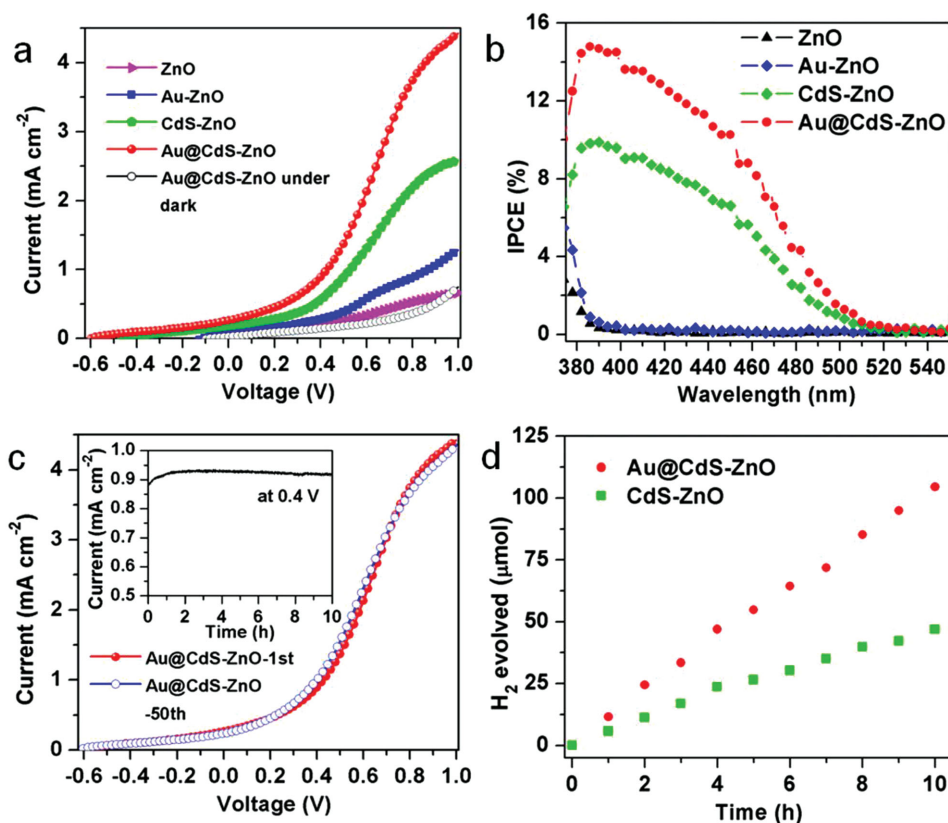 a
ZnO
Au-ZnO
CdS-ZnO
Au@CdS-ZnO
Au@CdS-ZnO under
dark
Current (mA cm-2)
0
1
2
3
4
-0.6 -0.4 -0.2 0.0 0.2 0.4 0.6 0.8 1.0
Voltage (V)
b
ZnO
Au-ZnO
CdS-ZnO
Au@CdS-ZnO
IPCE (%)
16
12
8
4
0
380 400 420 440 460 480 500 520 540
Wavelength (nm)
c
Current (mA cm-2)
4
3
2
1
0
Current (mA cm-2)
1.0
0.9
0.8
0.7
0.6
0.5
at 0.4 V
0 2 4 6 8 10
Time (h)
Au@CdS-ZnO-1st
Au@CdS-ZnO
-50th
-0.6 -0.4 -0.2 0.0 0.2 0.4 0.6 0.8 1.0
Voltage (V)
d
Au@CdS-ZnO
CdS-ZnO
H2 evolved (μmol)
125
100
75
50
25
0
0 2 4 6 8 10
Time (h)